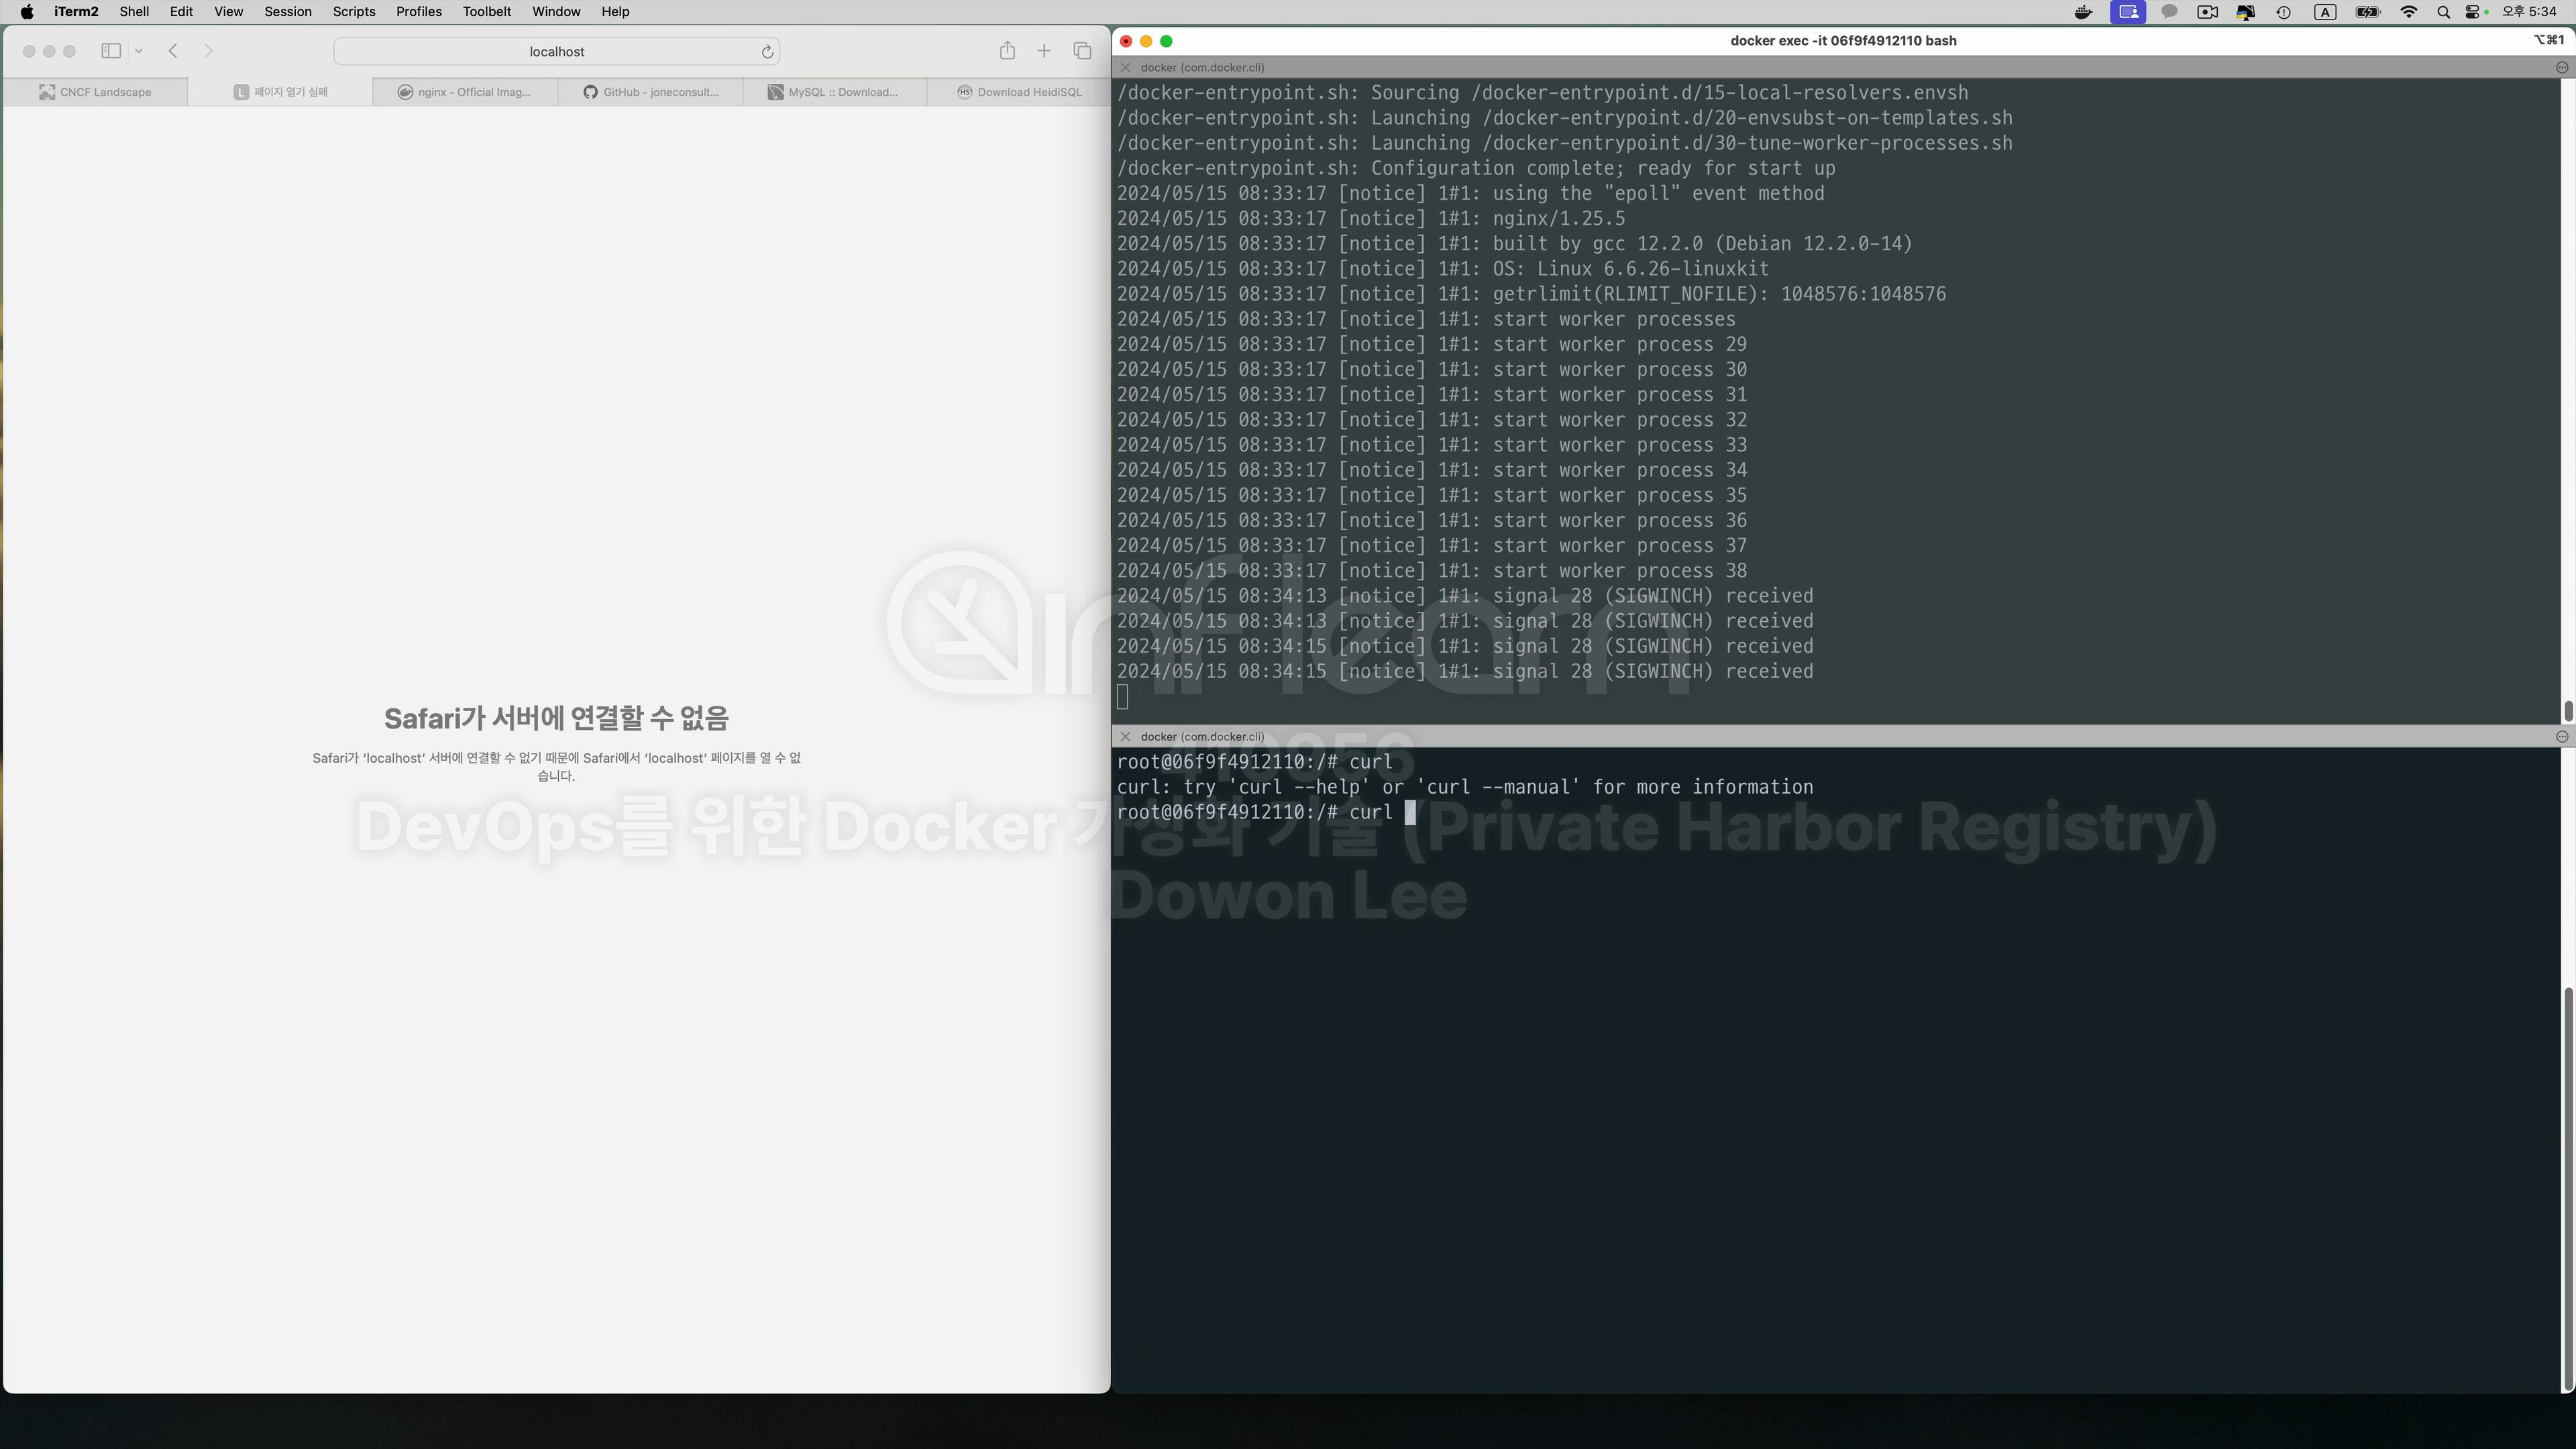 iTerm2 Shell Edit View Session Scripts Profiles Toolbelt Window Help
A 오후 5:34
localhost
CNCF Landscape
L 페이지 열기 실패
nginx - Official Imag...
GitHub - joneconsult...
MySQL :: Download...
HS Download HeidiSQL
Safari가 서버에 연결할 수 없음
Safari가 ‘localhost’ 서버에 연결할 수 없기 때문에 Safari에서 ‘localhost’ 페이지를 열 수 없
습니다.
docker exec -it 06f9f4912110 bash
⌥⌘1
docker (com.docker.cli)
/docker-entrypoint.sh: Sourcing /docker-entrypoint.d/15-local-resolvers.envsh
/docker-entrypoint.sh: Launching /docker-entrypoint.d/20-envsubst-on-templates.sh
/docker-entrypoint.sh: Launching /docker-entrypoint.d/30-tune-worker-processes.sh
/docker-entrypoint.sh: Configuration complete; ready for start up
2024/05/15 08:33:17 [notice] 1#1: using the "epoll" event method
2024/05/15 08:33:17 [notice] 1#1: nginx/1.25.5
2024/05/15 08:33:17 [notice] 1#1: built by gcc 12.2.0 (Debian 12.2.0-14)
2024/05/15 08:33:17 [notice] 1#1: OS: Linux 6.6.26-linuxkit
2024/05/15 08:33:17 [notice] 1#1: getrlimit(RLIMIT_NOFILE): 1048576:1048576
2024/05/15 08:33:17 [notice] 1#1: start worker processes
2024/05/15 08:33:17 [notice] 1#1: start worker process 29
2024/05/15 08:33:17 [notice] 1#1: start worker process 30
2024/05/15 08:33:17 [notice] 1#1: start worker process 31
2024/05/15 08:33:17 [notice] 1#1: start worker process 32
2024/05/15 08:33:17 [notice] 1#1: start worker process 33
2024/05/15 08:33:17 [notice] 1#1: start worker process 34
2024/05/15 08:33:17 [notice] 1#1: start worker process 35
2024/05/15 08:33:17 [notice] 1#1: start worker process 36
2024/05/15 08:33:17 [notice] 1#1: start worker process 37
2024/05/15 08:33:17 [notice] 1#1: start worker process 38
2024/05/15 08:34:13 [notice] 1#1: signal 28 (SIGWINCH) received
2024/05/15 08:34:13 [notice] 1#1: signal 28 (SIGWINCH) received
2024/05/15 08:34:15 [notice] 1#1: signal 28 (SIGWINCH) received
2024/05/15 08:34:15 [notice] 1#1: signal 28 (SIGWINCH) received
docker (com.docker.cli)
root@06f9f4912110:/# curl
curl: try 'curl --help' or 'curl --manual' for more information
root@06f9f4912110:/# curl
inflearn
410956
DevOps를 위한 Docker 가상화 기술 (Private Harbor Registry)
Dowon Lee